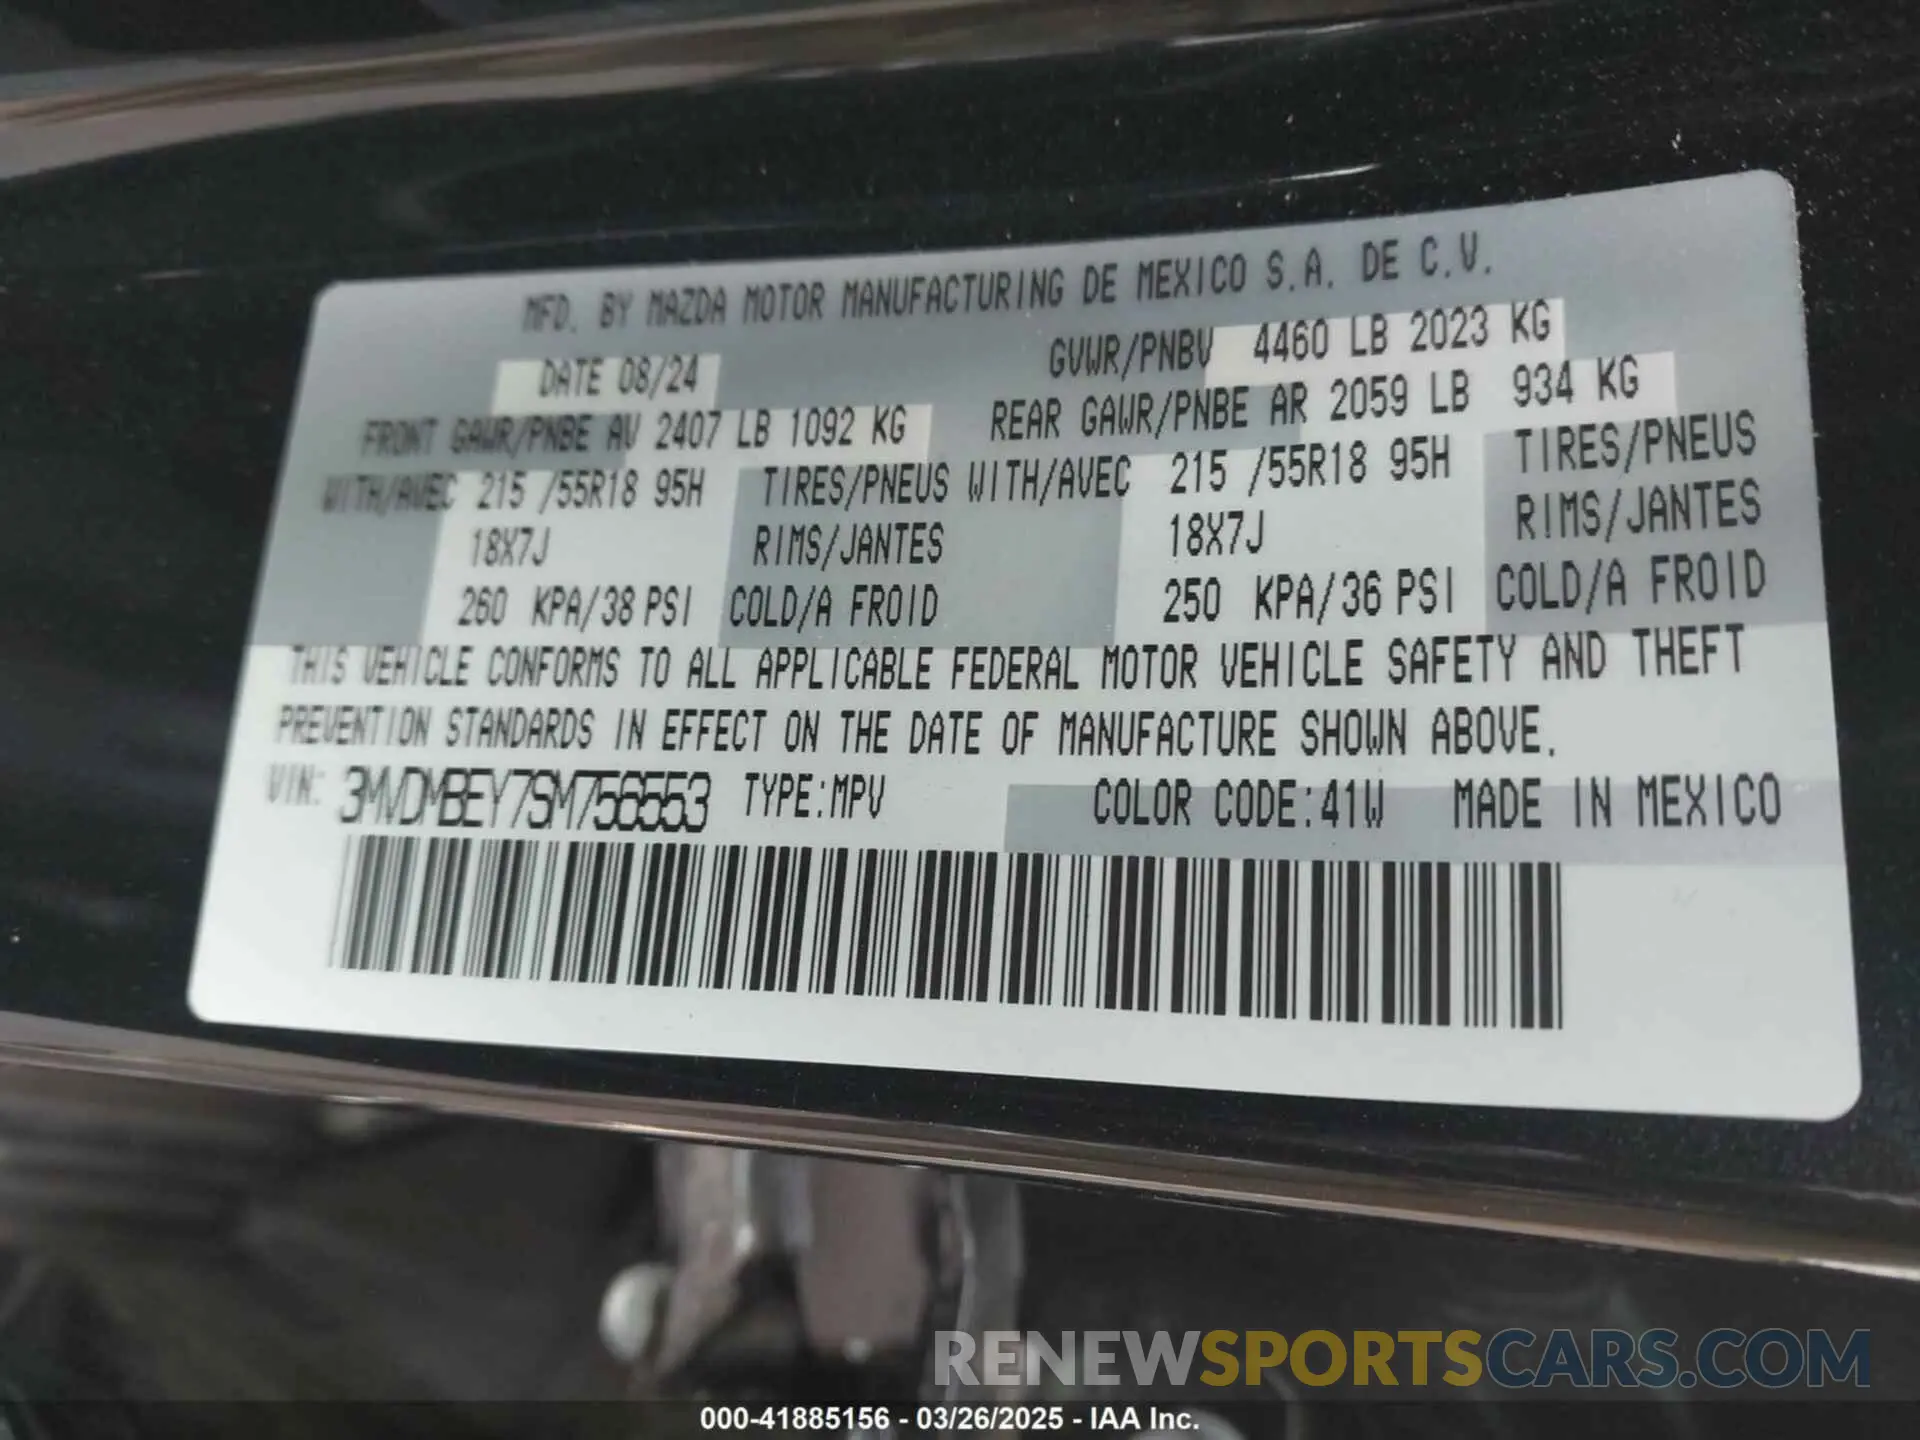 MFD. BY MAZDA MOTOR MANUFACTURING DE MEXICO S.A. DE C.V.
DATE 08/24 GVWR/PNBV 4460 LB 2023 KG
FRONT GAWR/PNBE AV 2407 LB 1092 KG REAR GAWR/PNBE AR 2059 LB 934 KG
WITH/AVEC 215 /55R18 95H TIRES/PNEUS WITH/AVEC 215 /55R18 95H TIRES/PNEUS
18X7J RIMS/JANTES 18X7J RIMS/JANTES
260 KPA/38 PSI COLD/A FROID 250 KPA/36 PSI COLD/A FROID
THIS VEHICLE CONFORMS TO ALL APPLICABLE FEDERAL MOTOR VEHICLE SAFETY AND THEFT
PREVENTION STANDARDS IN EFFECT ON THE DATE OF MANUFACTURE SHOWN ABOVE.
VIN: 3MVDMBEY7SM756553 TYPE:MPV COLOR CODE:41W MADE IN MEXICO
RENEWSPORTSCARS.COM
000-41885156 - 03/26/2025 - IAA Inc.